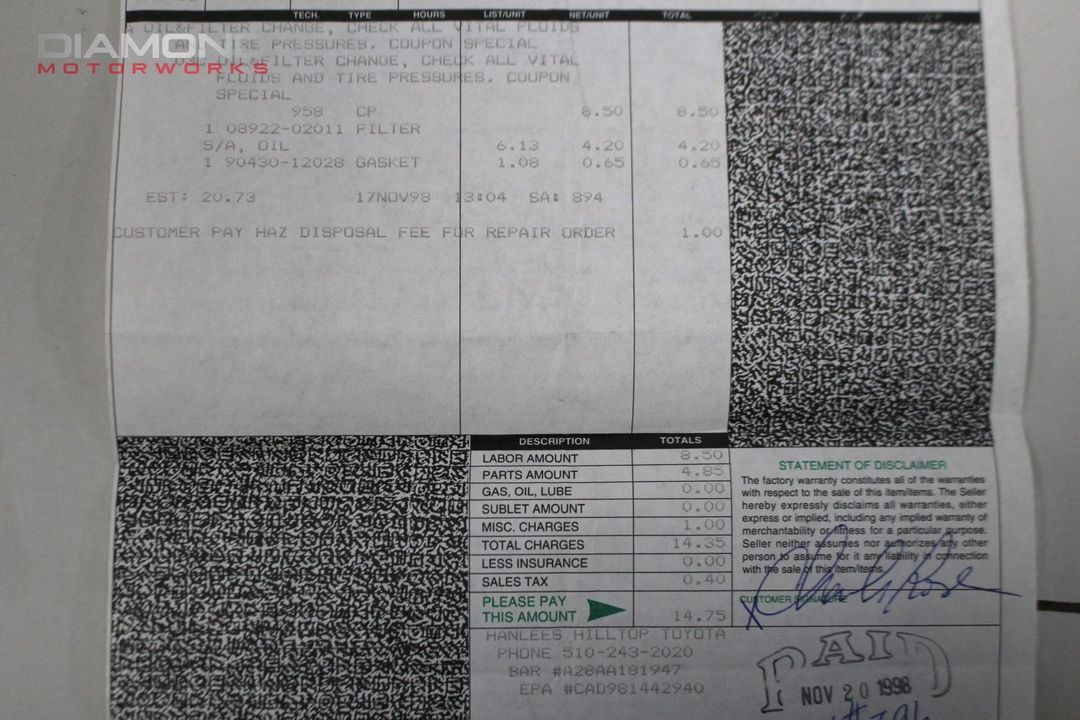 TECH. TYPE HOURS LIST/UNIT NET/UNIT TOTAL
A OIL&FILTER CHANGE, CHECK ALL VITAL FLUIDS
AND TIRE PRESSURES. COUPON SPECIAL
OIL&FILTER CHANGE, CHECK ALL VITAL
FLUIDS AND TIRE PRESSURES. COUPON
SPECIAL
958 CP 8.50 8.50
1 08922-02011 FILTER
S/A, OIL 6.13 4.20 4.20
1 90430-12028 GASKET 1.08 0.65 0.65
EST: 20.73 17NOV98 13:04 SA: 894
CUSTOMER PAY HAZ DISPOSAL FEE FOR REPAIR ORDER 1.00
DIAMON
MOTORWORKS
DESCRIPTION TOTALS
LABOR AMOUNT 8.50
PARTS AMOUNT 4.85
GAS, OIL, LUBE 0.00
SUBLET AMOUNT 0.00
MISC. CHARGES 1.00
TOTAL CHARGES 14.35
LESS INSURANCE 0.00
SALES TAX 0.40
PLEASE PAY
THIS AMOUNT 14.75
HANLEES HILLTOP TOYOTA
PHONE 510-243-2020
BAR #A28AA181947
EPA #CAD981442940
STATEMENT OF DISCLAIMER
The factory warranty constitutes all of the warranties
with respect to the sale of this item/items. The Seller
hereby expressly disclaims all warranties, either
express or implied, including any implied warranty of
merchantability or fitness for a particular purpose.
Seller neither assumes nor authorizes any other
person to assume for it any liability in connection
with the sale of this item/items.
CUSTOMER SIGNATURE
PAID
NOV 20 1998